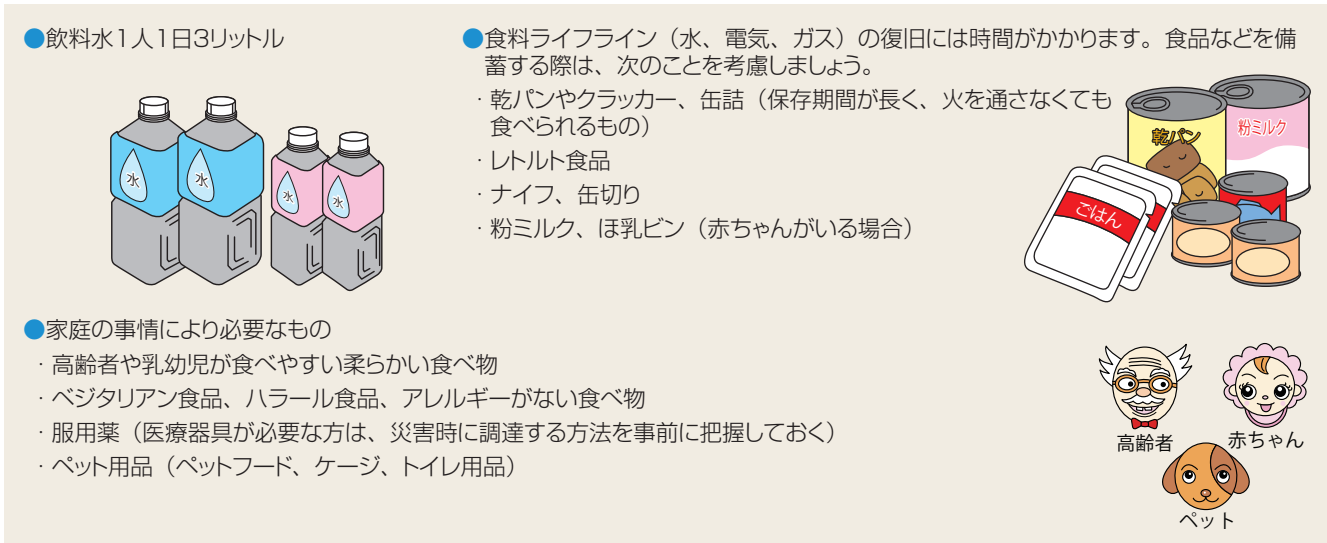 ●飲料水1人1日3リットル
水
水
水
水
●食料ライフライン（水、電気、ガス）の復旧には時間がかかります。食品などを備
蓄する際は、次のことを考慮しましょう。
・乾パンやクラッカー、缶詰（保存期間が長く、火を通さなくても
食べられるもの）
・レトルト食品
・ナイフ、缶切り
・粉ミルク、ほ乳ビン（赤ちゃんがいる場合）
乾パン
粉ミルク
ごはん
●家庭の事情により必要なもの
・高齢者や乳幼児が食べやすい柔らかい食べ物
・ベジタリアン食品、ハラール食品、アレルギーがない食べ物
・服用薬（医療器具が必要な方は、災害時に調達する方法を事前に把握しておく）
・ペット用品（ペットフード、ケージ、トイレ用品）
高齢者
赤ちゃん
ペット